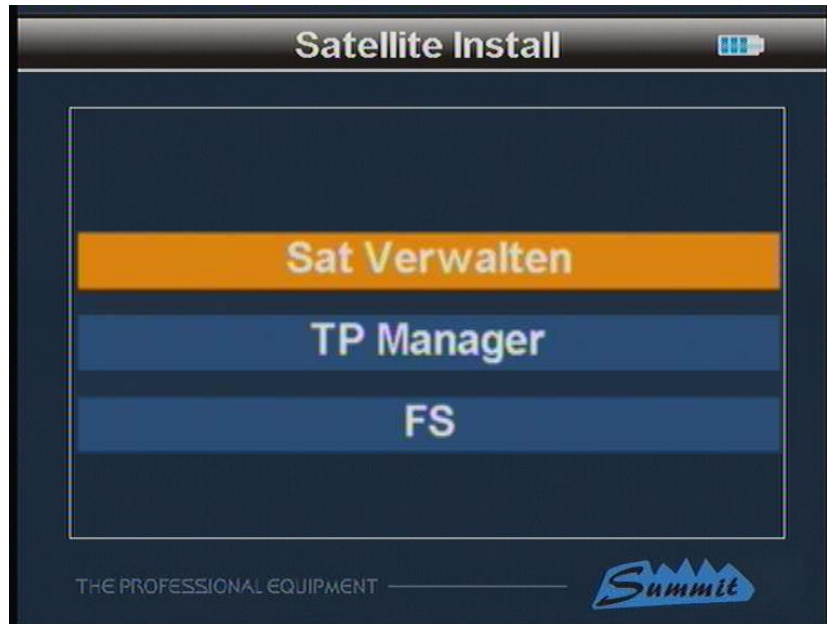 Satellite Install
Sat Verwalten
TP Manager
FS
THE PROFESSIONAL EQUIPMENT
Summit